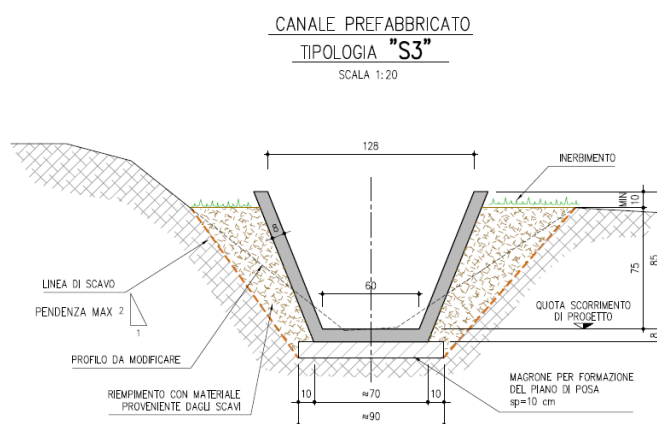 CANALE PREFABBRICATO
TIPOLOGIA "S3"
SCALA 1:20
128
INERBIMENTO
MIN
10
8
75
85
LINEA DI SCAVO
60
PENDENZA MAX 2
1
QUOTA SCORRIMENTO
DI PROGETTO
8
PROFILO DA MODIFICARE
RIEMPIMENTO CON MATERIALE
PROVENIENTE DAGLI SCAVI
10
≈70
10
≈90
MAGRONE PER FORMAZIONE
DEL PIANO DI POSA
sp=10 cm